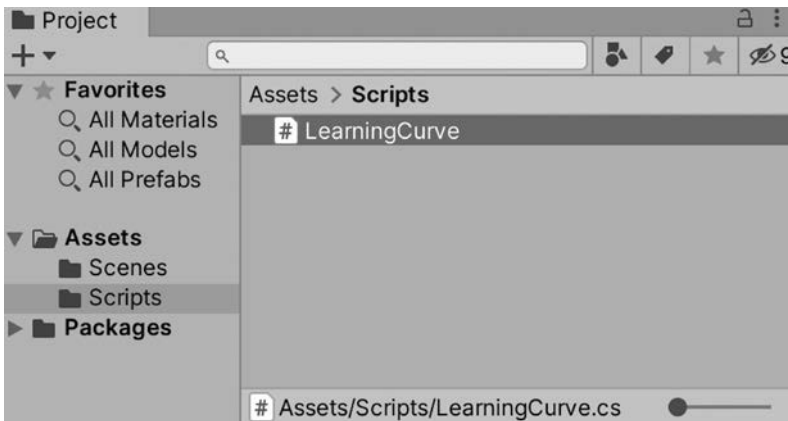 Project
9
Favorites
All Materials
All Models
All Prefabs
Assets
Scenes
Scripts
Packages
Assets > Scripts
# LearningCurve
# Assets/Scripts/LearningCurve.cs